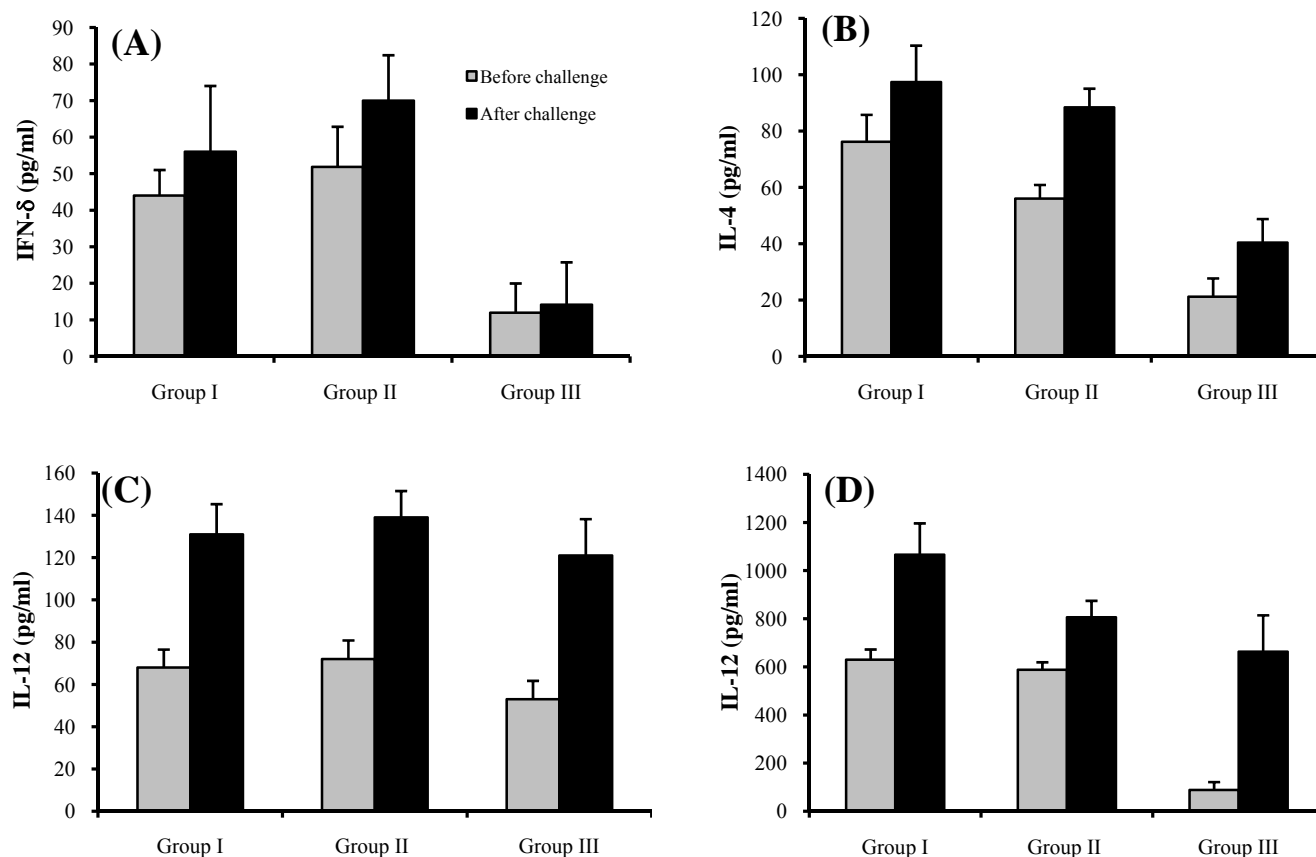 (A)
90
80
70
60
50
40
30
20
10
0
IFN-δ (pg/ml)
Before challenge
After challenge
Group I Group II Group III
(B)
120
100
80
60
40
20
0
IL-4 (pg/ml)
Group I Group II Group III
(C)
160
140
120
100
80
60
40
20
0
IL-12 (pg/ml)
Group I Group II Group III
(D)
1400
1200
1000
800
600
400
200
0
IL-12 (pg/ml)
Group I Group II Group III